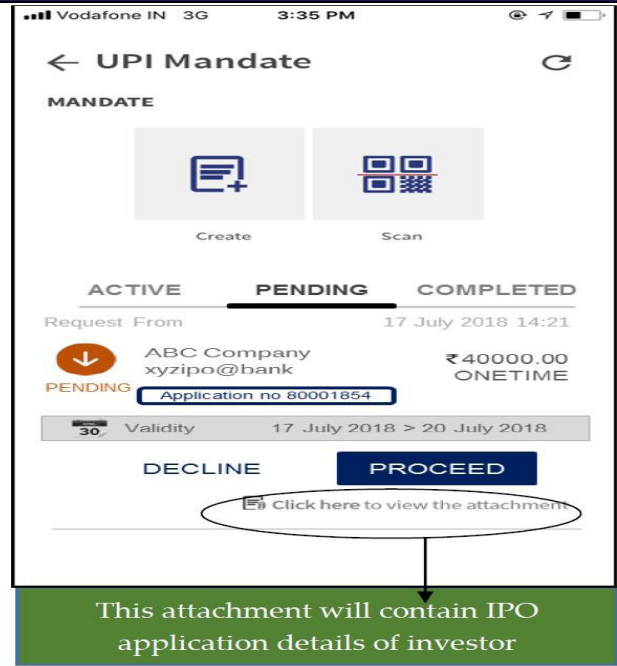 Vodafone IN 3G 3:35 PM
← UPI Mandate
MANDATE
Create Scan
ACTIVE PENDING COMPLETED
Request From 17 July 2018 14:21
ABC Company ₹40000.00
xyzipo@bank ONETIME
PENDING
Application no 80001854
30 Validity 17 July 2018 > 20 July 2018
DECLINE PROCEED
Click here to view the attachment
This attachment will contain IPO
application details of investor